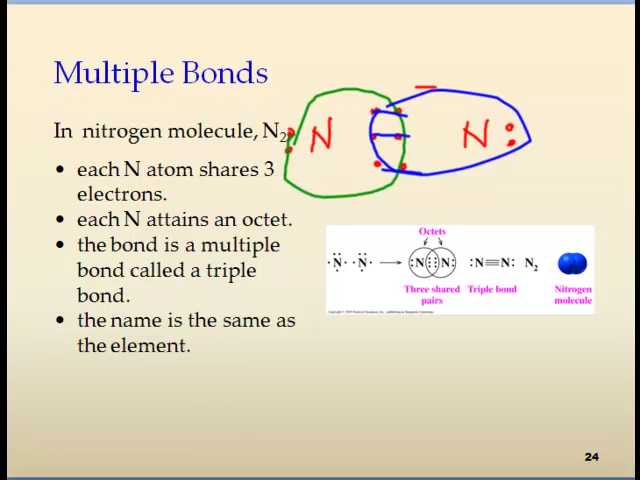 Multiple Bonds
In nitrogen molecule, N2,
• each N atom shares 3
electrons.
• each N attains an octet.
• the bond is a multiple
bond called a triple
bond.
• the name is the same as
the element.
N N
Octets
·N· ·N· → :N:::N: :N≡N: N2
Three shared
pairs
Triple bond
Nitrogen
molecule
24